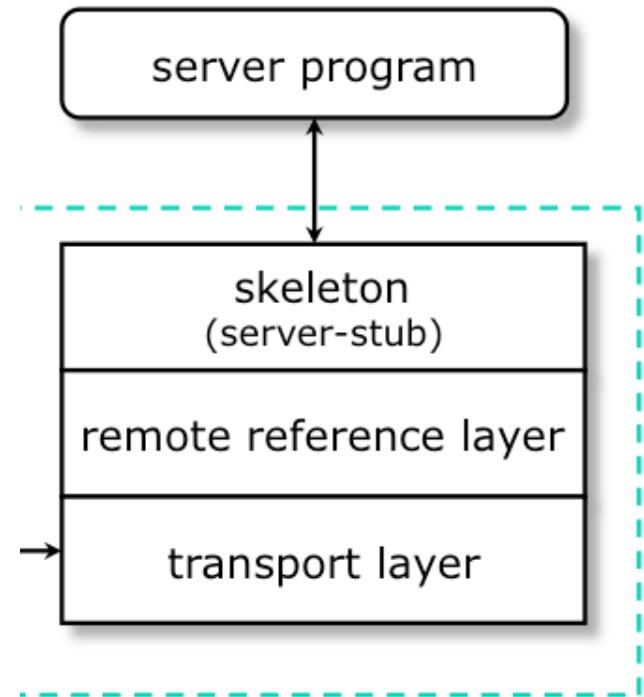 server program
skeleton
(server-stub)
remote reference layer
transport layer